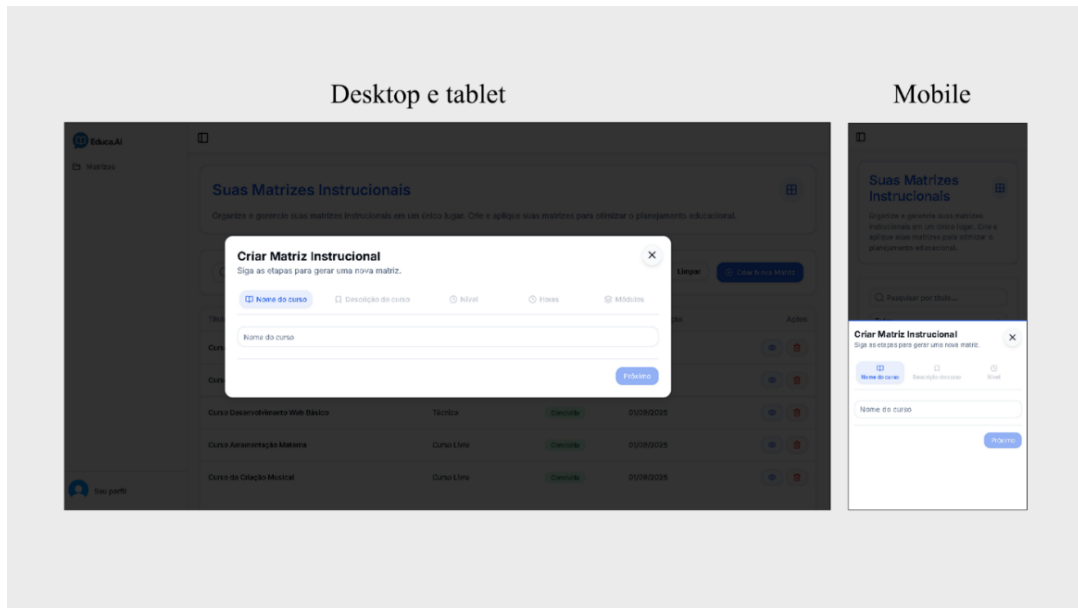 Desktop e tablet
Educa.AI
Matrizes
Suas Matrizes Instrucionais
Organize e gerencie suas matrizes instrucionais em um único lugar. Crie e aplique suas matrizes para otimizar o planejamento educacional.
Limpar
Criar Nova Matriz
Criar Matriz Instrucional
Siga as etapas para gerar uma nova matriz.
Nome do curso
Descrição do curso
Nível
Horas
Módulos
Nome do curso
Próximo
Ações
Curso Desenvolvimento Web Básico
Técnico
Concluída
01/09/2025
Curso Amamentação Materna
Curso Livre
Concluída
01/09/2025
Curso de Criação Musical
Curso Livre
Concluída
01/09/2025
Seu perfil
Mobile
Suas Matrizes
Instrucionais
Organize e gerencie suas matrizes
instrucionais em um único lugar. Crie e
aplique suas matrizes para otimizar o
planejamento educacional.
Pesquisar por título...
Criar Matriz Instrucional
Siga as etapas para gerar uma nova matriz.
Nome do curso
Descrição do curso
Nível
Nome do curso
Próximo